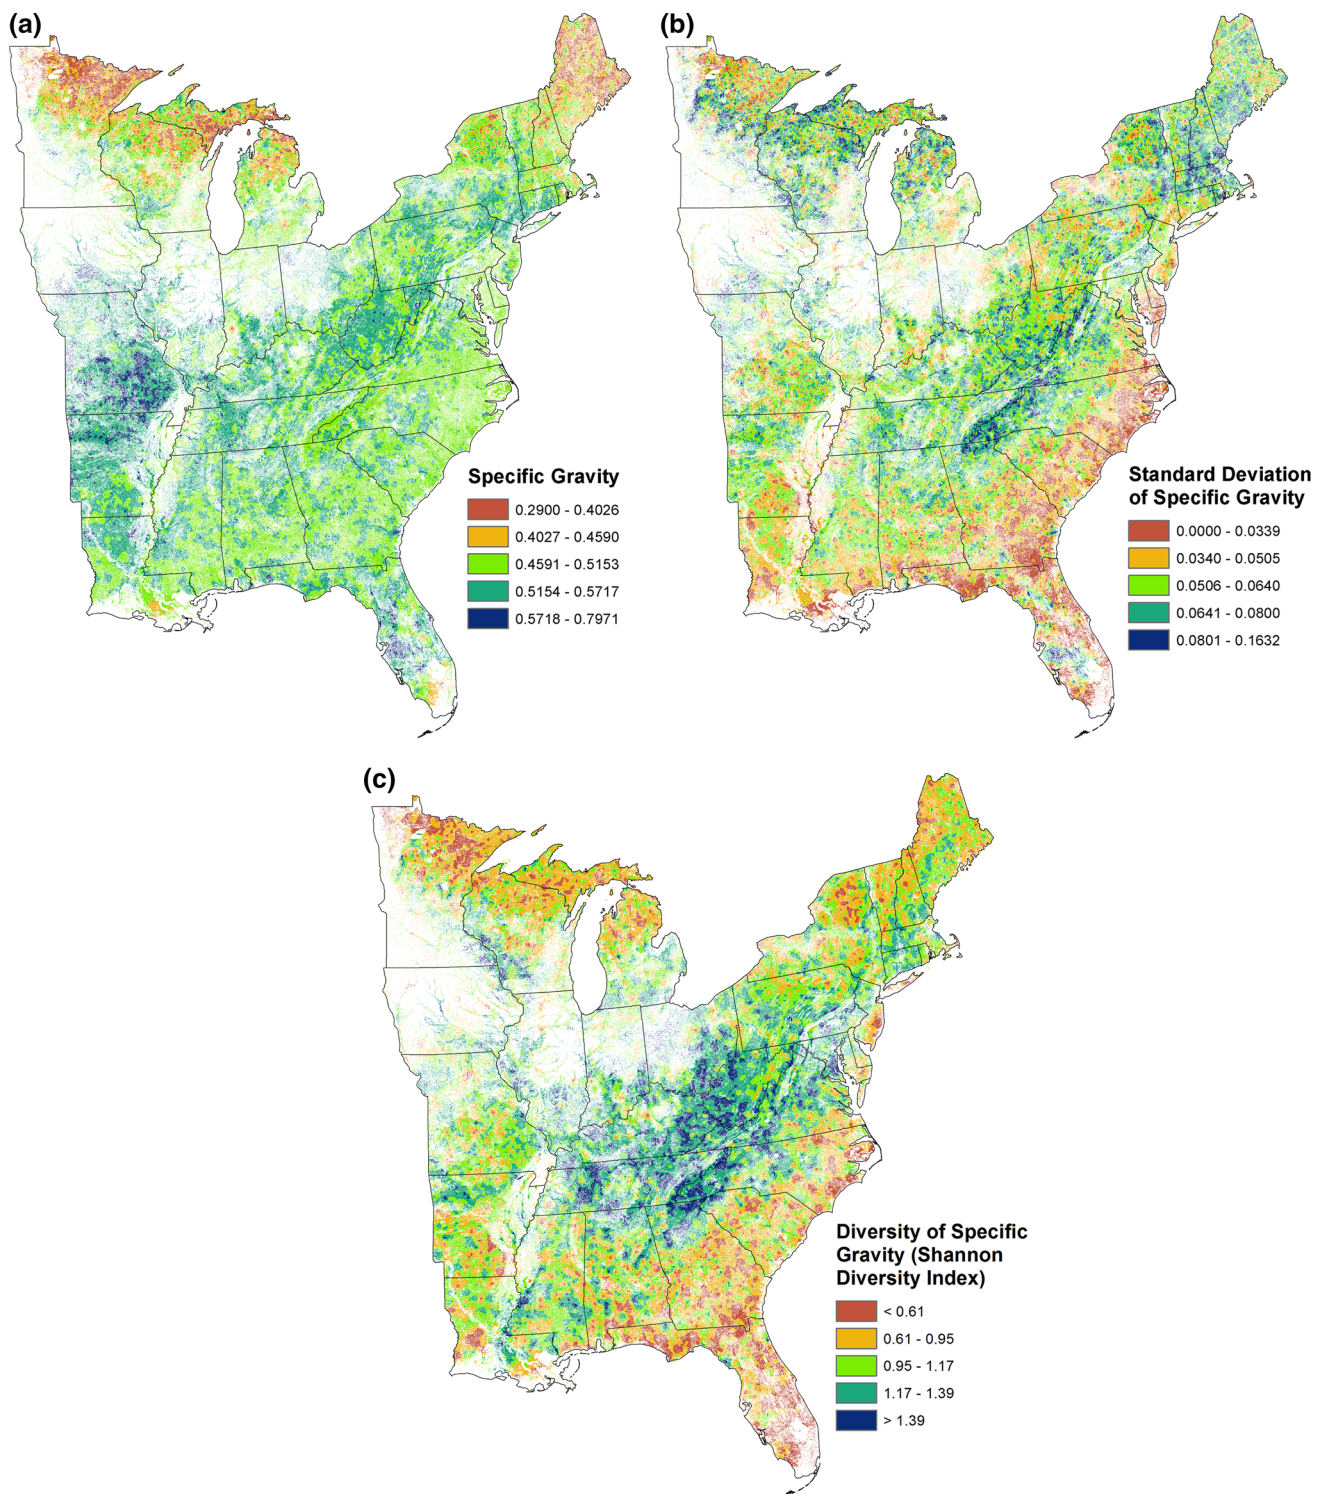 (a)
(b)
Specific Gravity
0.2900 - 0.4026
0.4027 - 0.4590
0.4591 - 0.5153
0.5154 - 0.5717
0.5718 - 0.7971
Standard Deviation
of Specific Gravity
0.0000 - 0.0339
0.0340 - 0.0505
0.0506 - 0.0640
0.0641 - 0.0800
0.0801 - 0.1632
(c)
Diversity of Specific
Gravity (Shannon
Diversity Index)
< 0.61
0.61 - 0.95
0.95 - 1.17
1.17 - 1.39
> 1.39